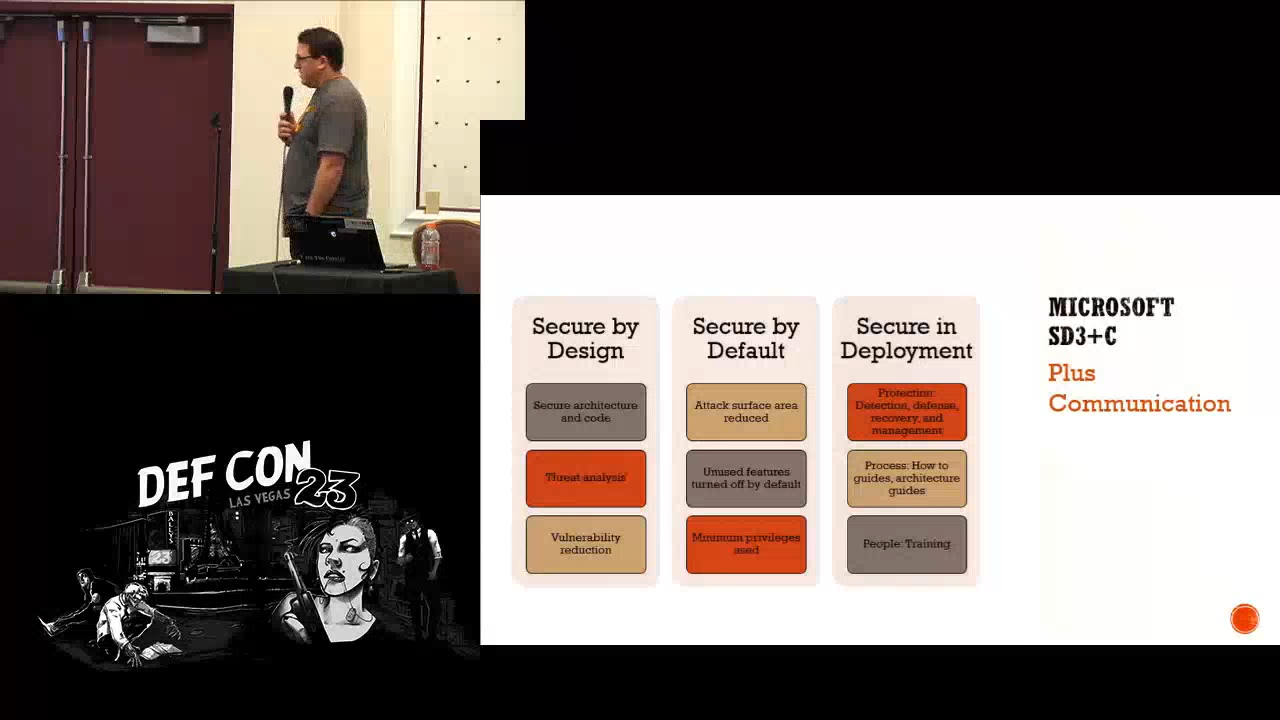 Secure by
Design
Secure architecture
and code
Threat analysis
Vulnerability
reduction
Secure by
Default
Attack surface area
reduced
Unused features
turned off by default
Minimum privileges
used
Secure in
Deployment
Protection:
Detection, defense,
recovery, and
management
Process: How to
guides, architecture
guides
People: Training
MICROSOFT
SD3+C
Plus
Communication
DEF CON
LAS VEGAS 23
BALLY'S
23